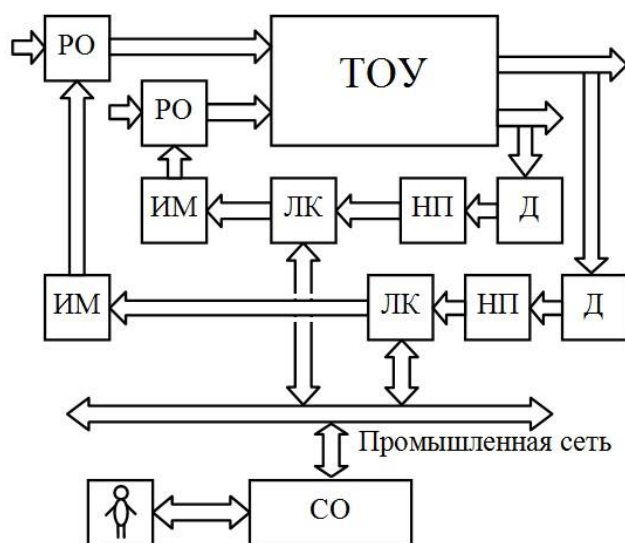 РО
ТОУ
РО
ИМ
ЛК
НП
Д
ИМ
ЛК
НП
Д
Промышленная сеть
СО